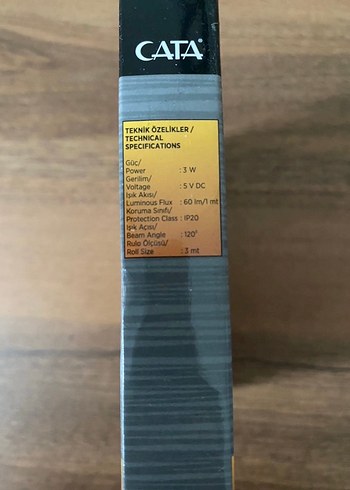 CATA®
TEKNİK ÖZELİKLER /
TECHNICAL
SPECIFICATIONS
Güç/
Power : 3 W
Gerilim/
Voltage : 5 V DC
Işık Akısı/
Luminous Flux : 60 lm/1 mt
Koruma Sınıfı/
Protection Class : IP20
Işık Açısı/
Beam Angle : 120°
Rulo Ölçüsü/
Roll Size : 3 mt